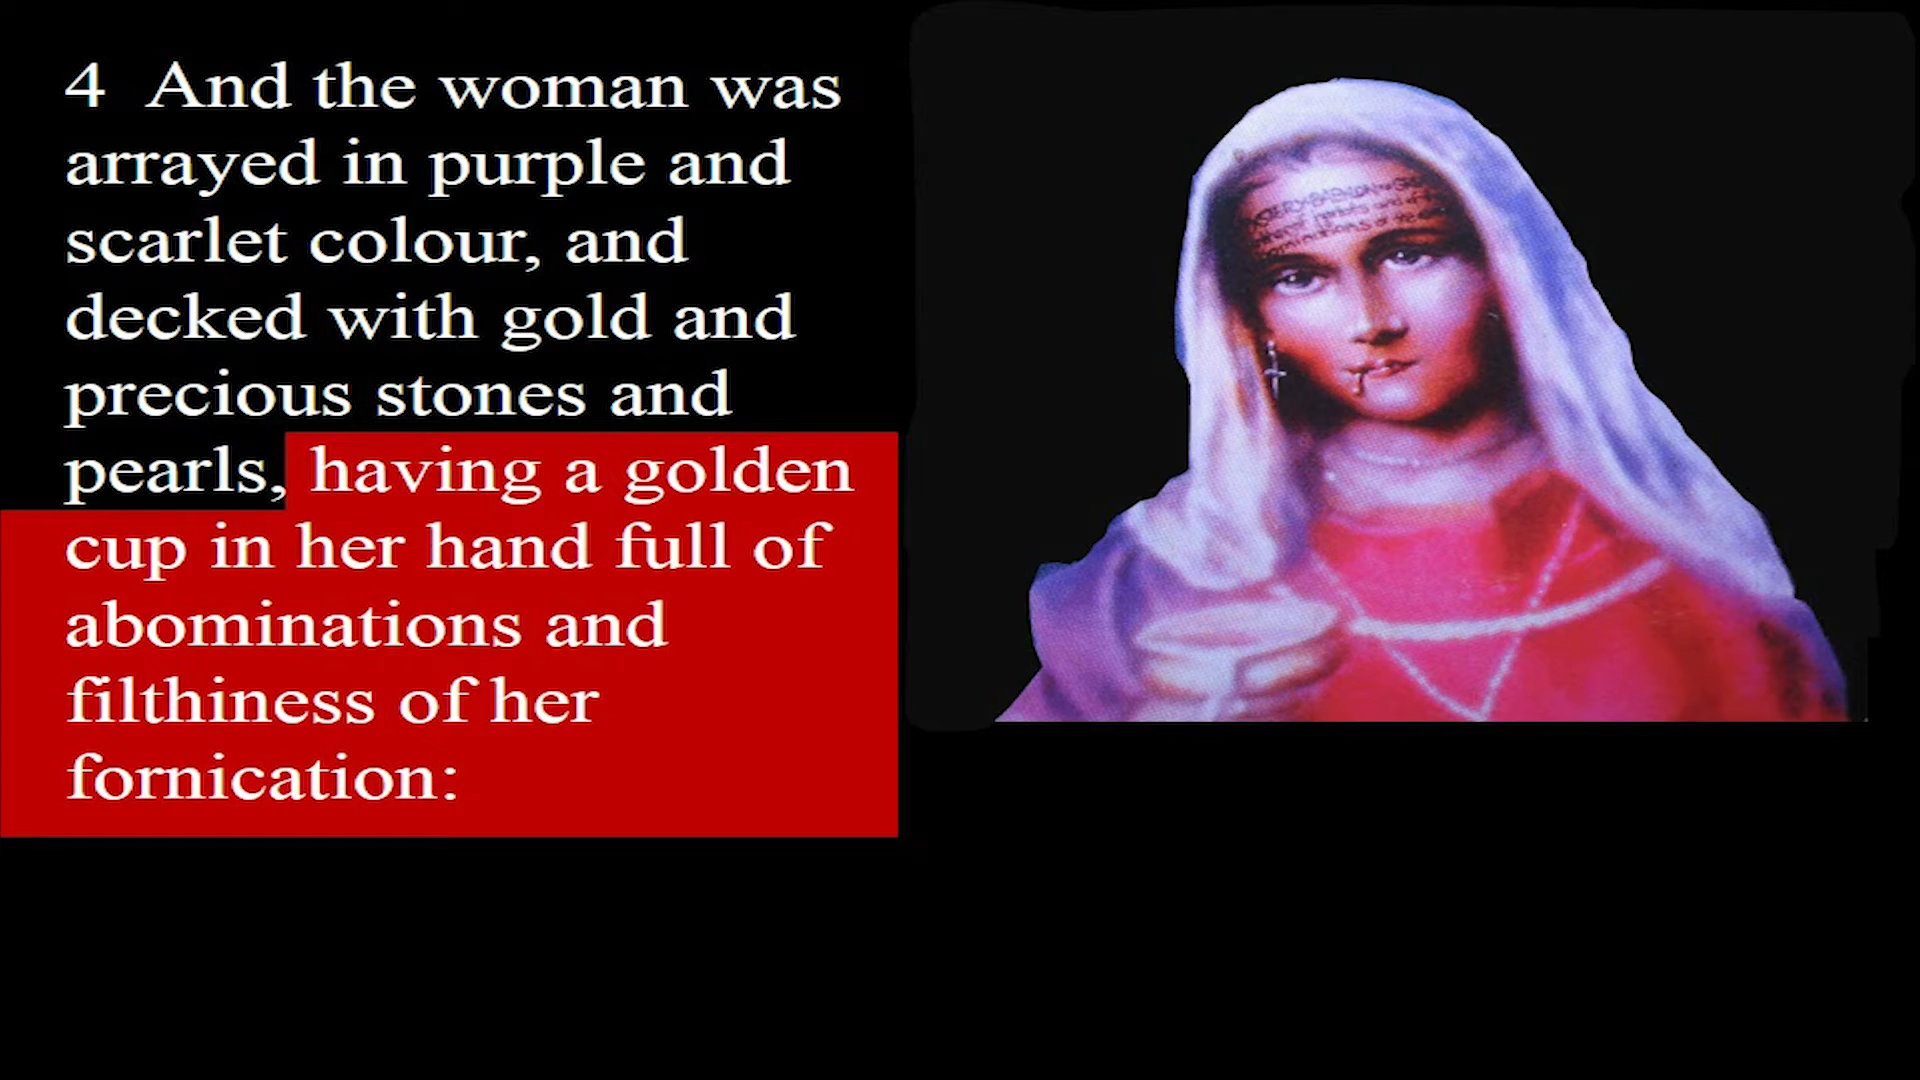 4 And the woman was
arrayed in purple and
scarlet colour, and
decked with gold and
precious stones and
pearls, having a golden
cup in her hand full of
abominations and
filthiness of her
fornication: